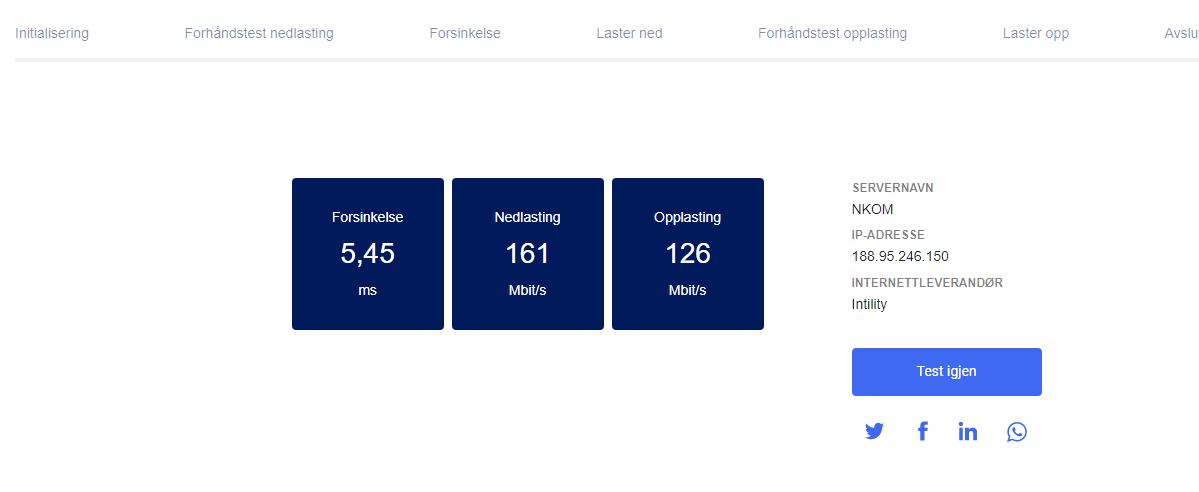 Initialisering Forhåndstest nedlasting Forsinkelse Laster ned Forhåndstest opplasting Laster opp Avslu
Forsinkelse
5,45
ms
Nedlasting
161
Mbit/s
Opplasting
126
Mbit/s
SERVERNAVN
NKOM
IP-ADRESSE
188.95.246.150
INTERNETTLEVERANDØR
Intility
Test igjen